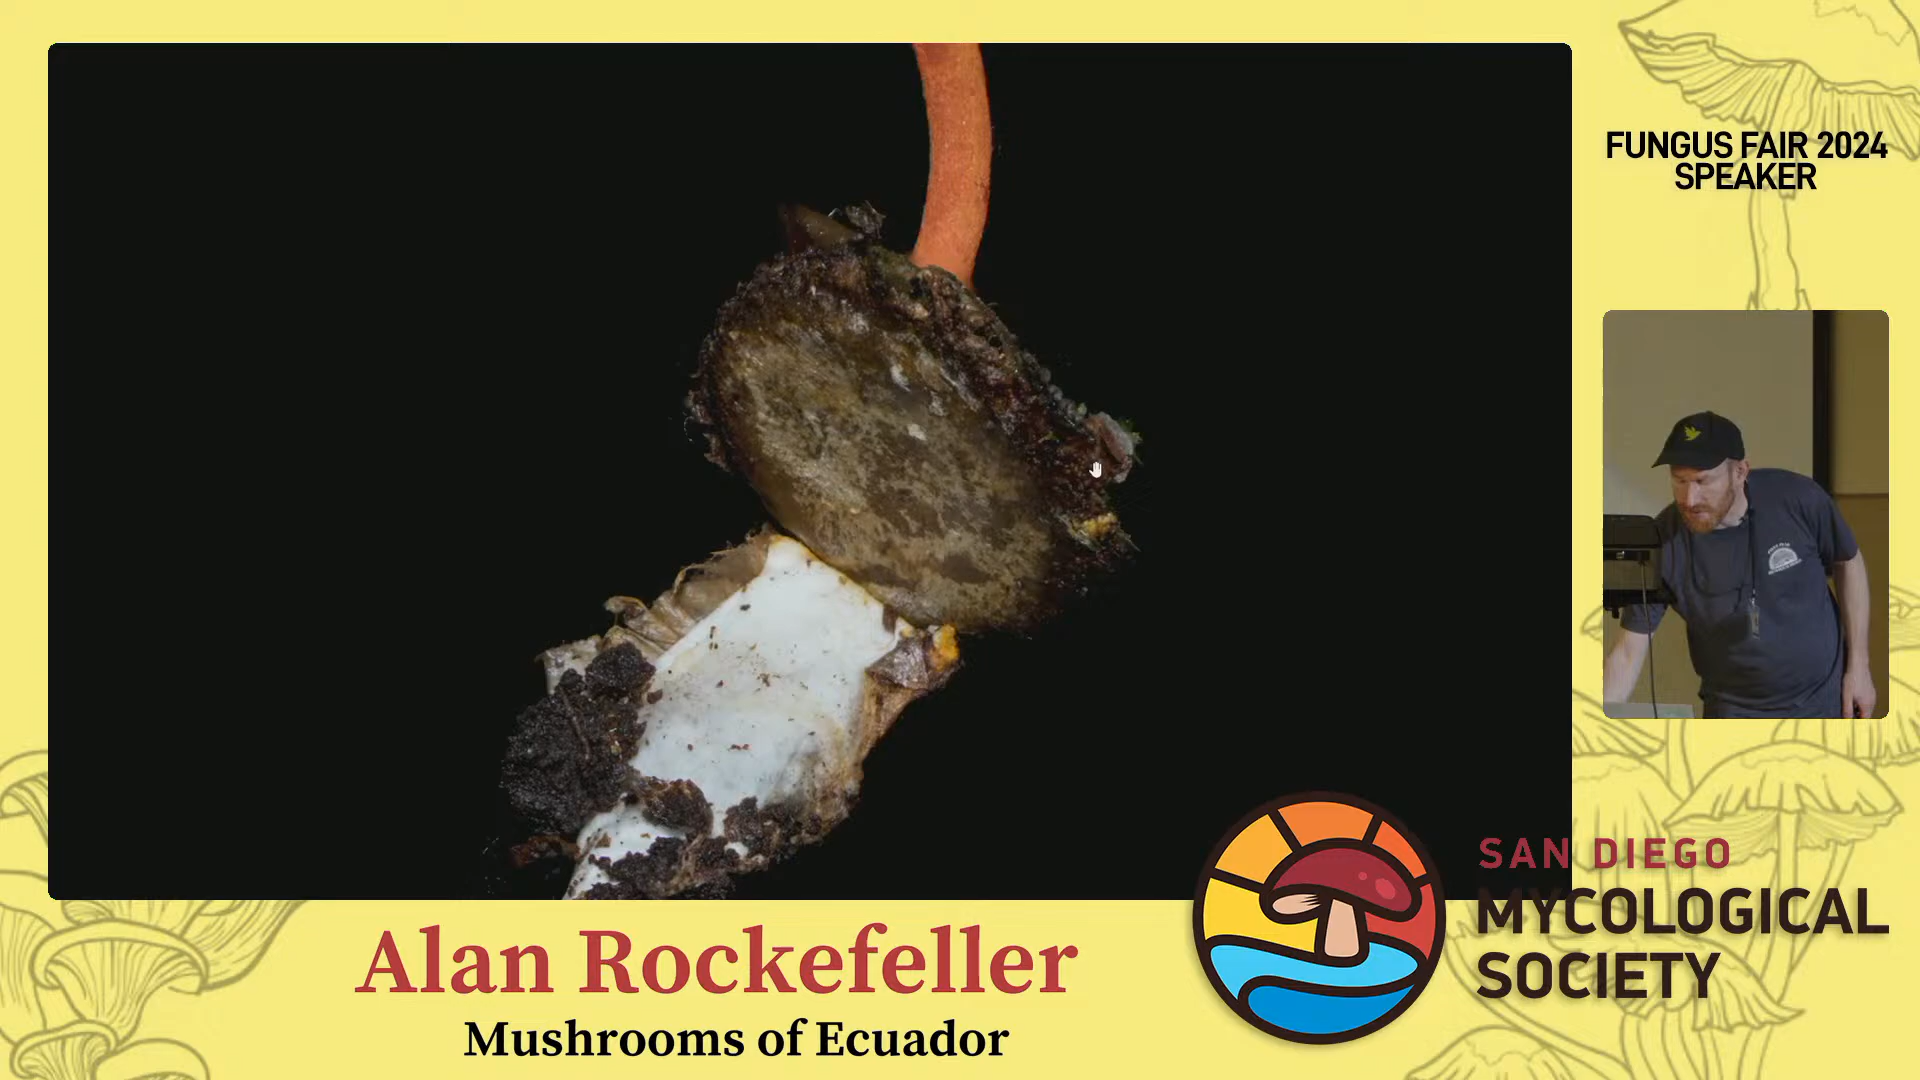 FUNGUS FAIR 2024
SPEAKER
SAN DIEGO
MYCOLOGICAL
SOCIETY
Alan Rockefeller
Mushrooms of Ecuador